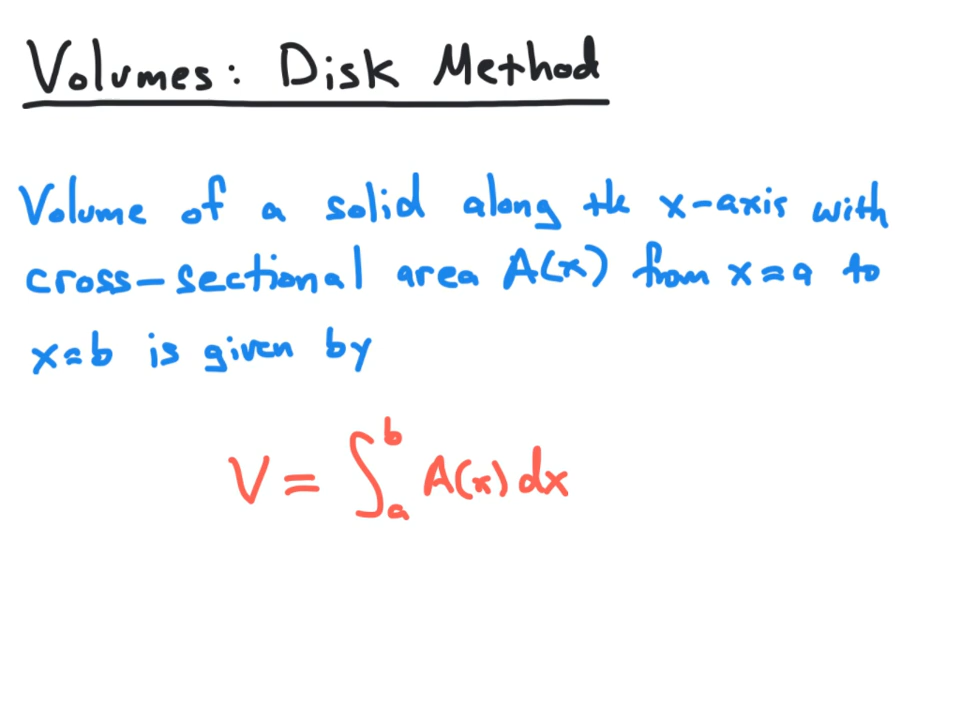 Volumes: Disk Method
Volume of a solid along the x-axis with
cross-sectional area A(x) from x=a to
x=b is given by
V = ∫_a^b A(x) dx